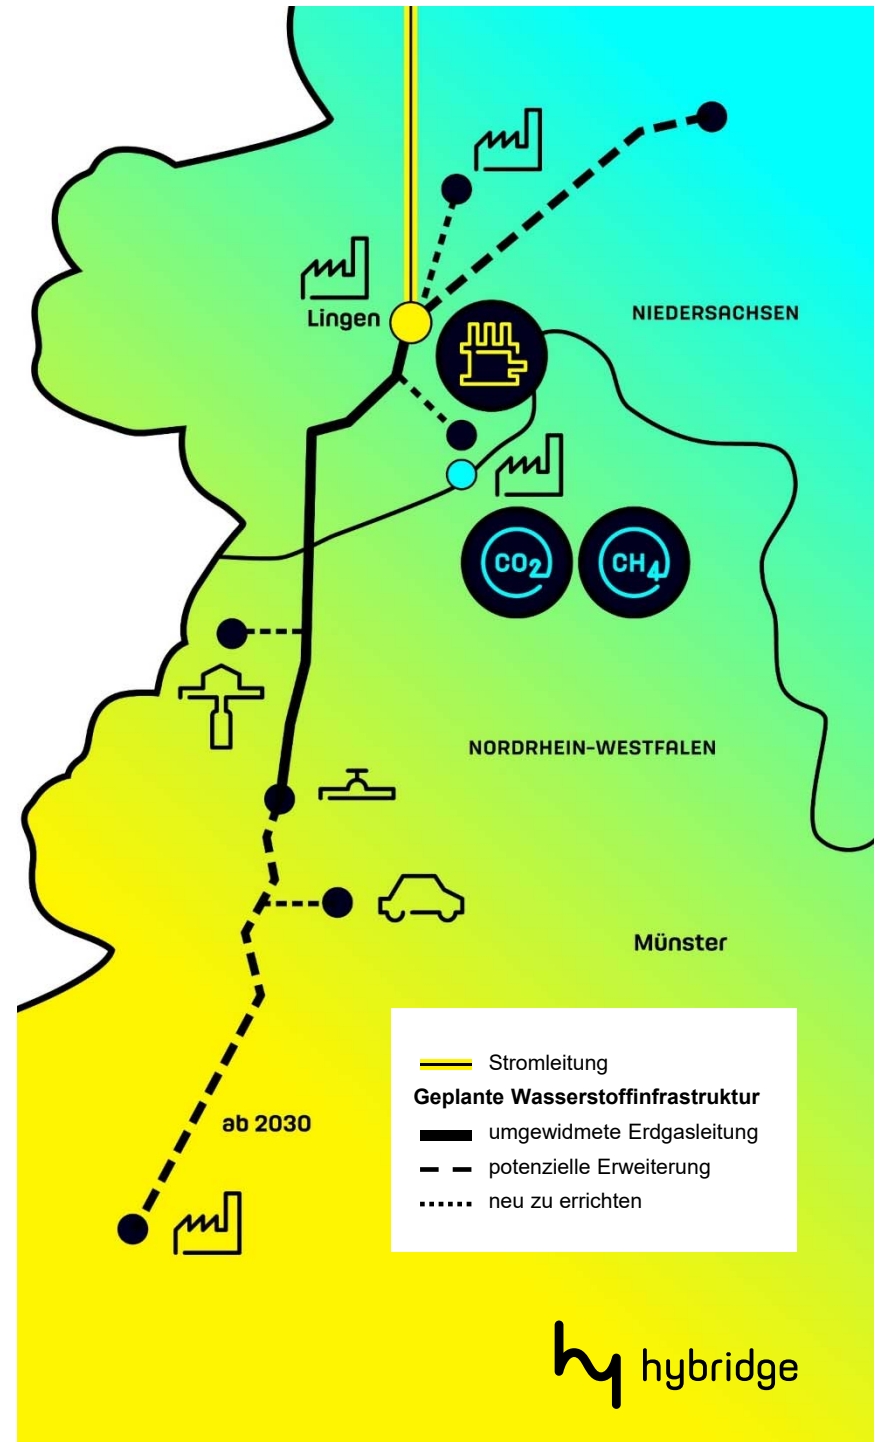 Lingen
NIEDERSACHSEN
CO2
CH4
NORDRHEIN-WESTFALEN
Münster
Stromleitung
Geplante Wasserstoffinfrastruktur
umgewidmete Erdgasleitung
potenzielle Erweiterung
neu zu errichten
ab 2030
hy hybridge